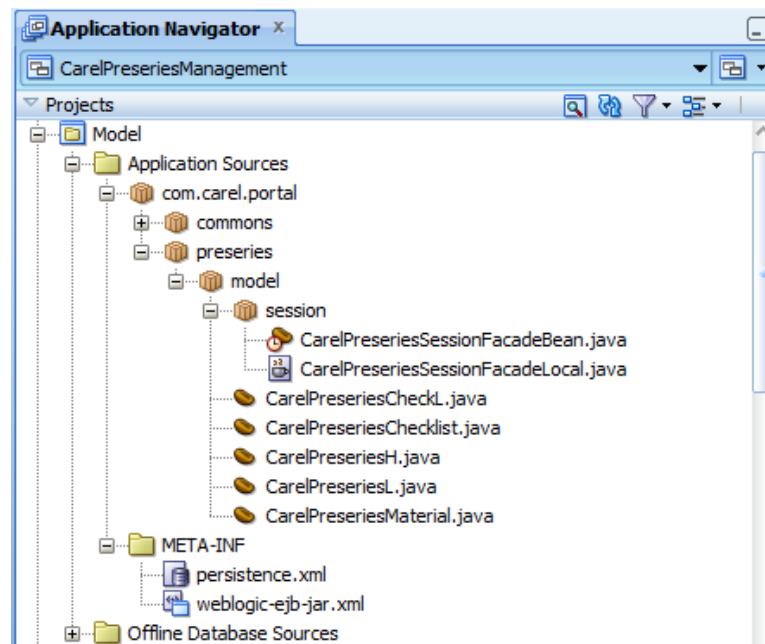 Application Navigator x
CarelPreseriesManagement
Projects
Model
Application Sources
com.carel.portal
commons
preseries
model
session
CarelPreseriesSessionFacadeBean.java
CarelPreseriesSessionFacadeLocal.java
CarelPreseriesCheckL.java
CarelPreseriesChecklist.java
CarelPreseriesH.java
CarelPreseriesL.java
CarelPreseriesMaterial.java
META-INF
persistence.xml
weblogic-ejb-jar.xml
Offline Database Sources